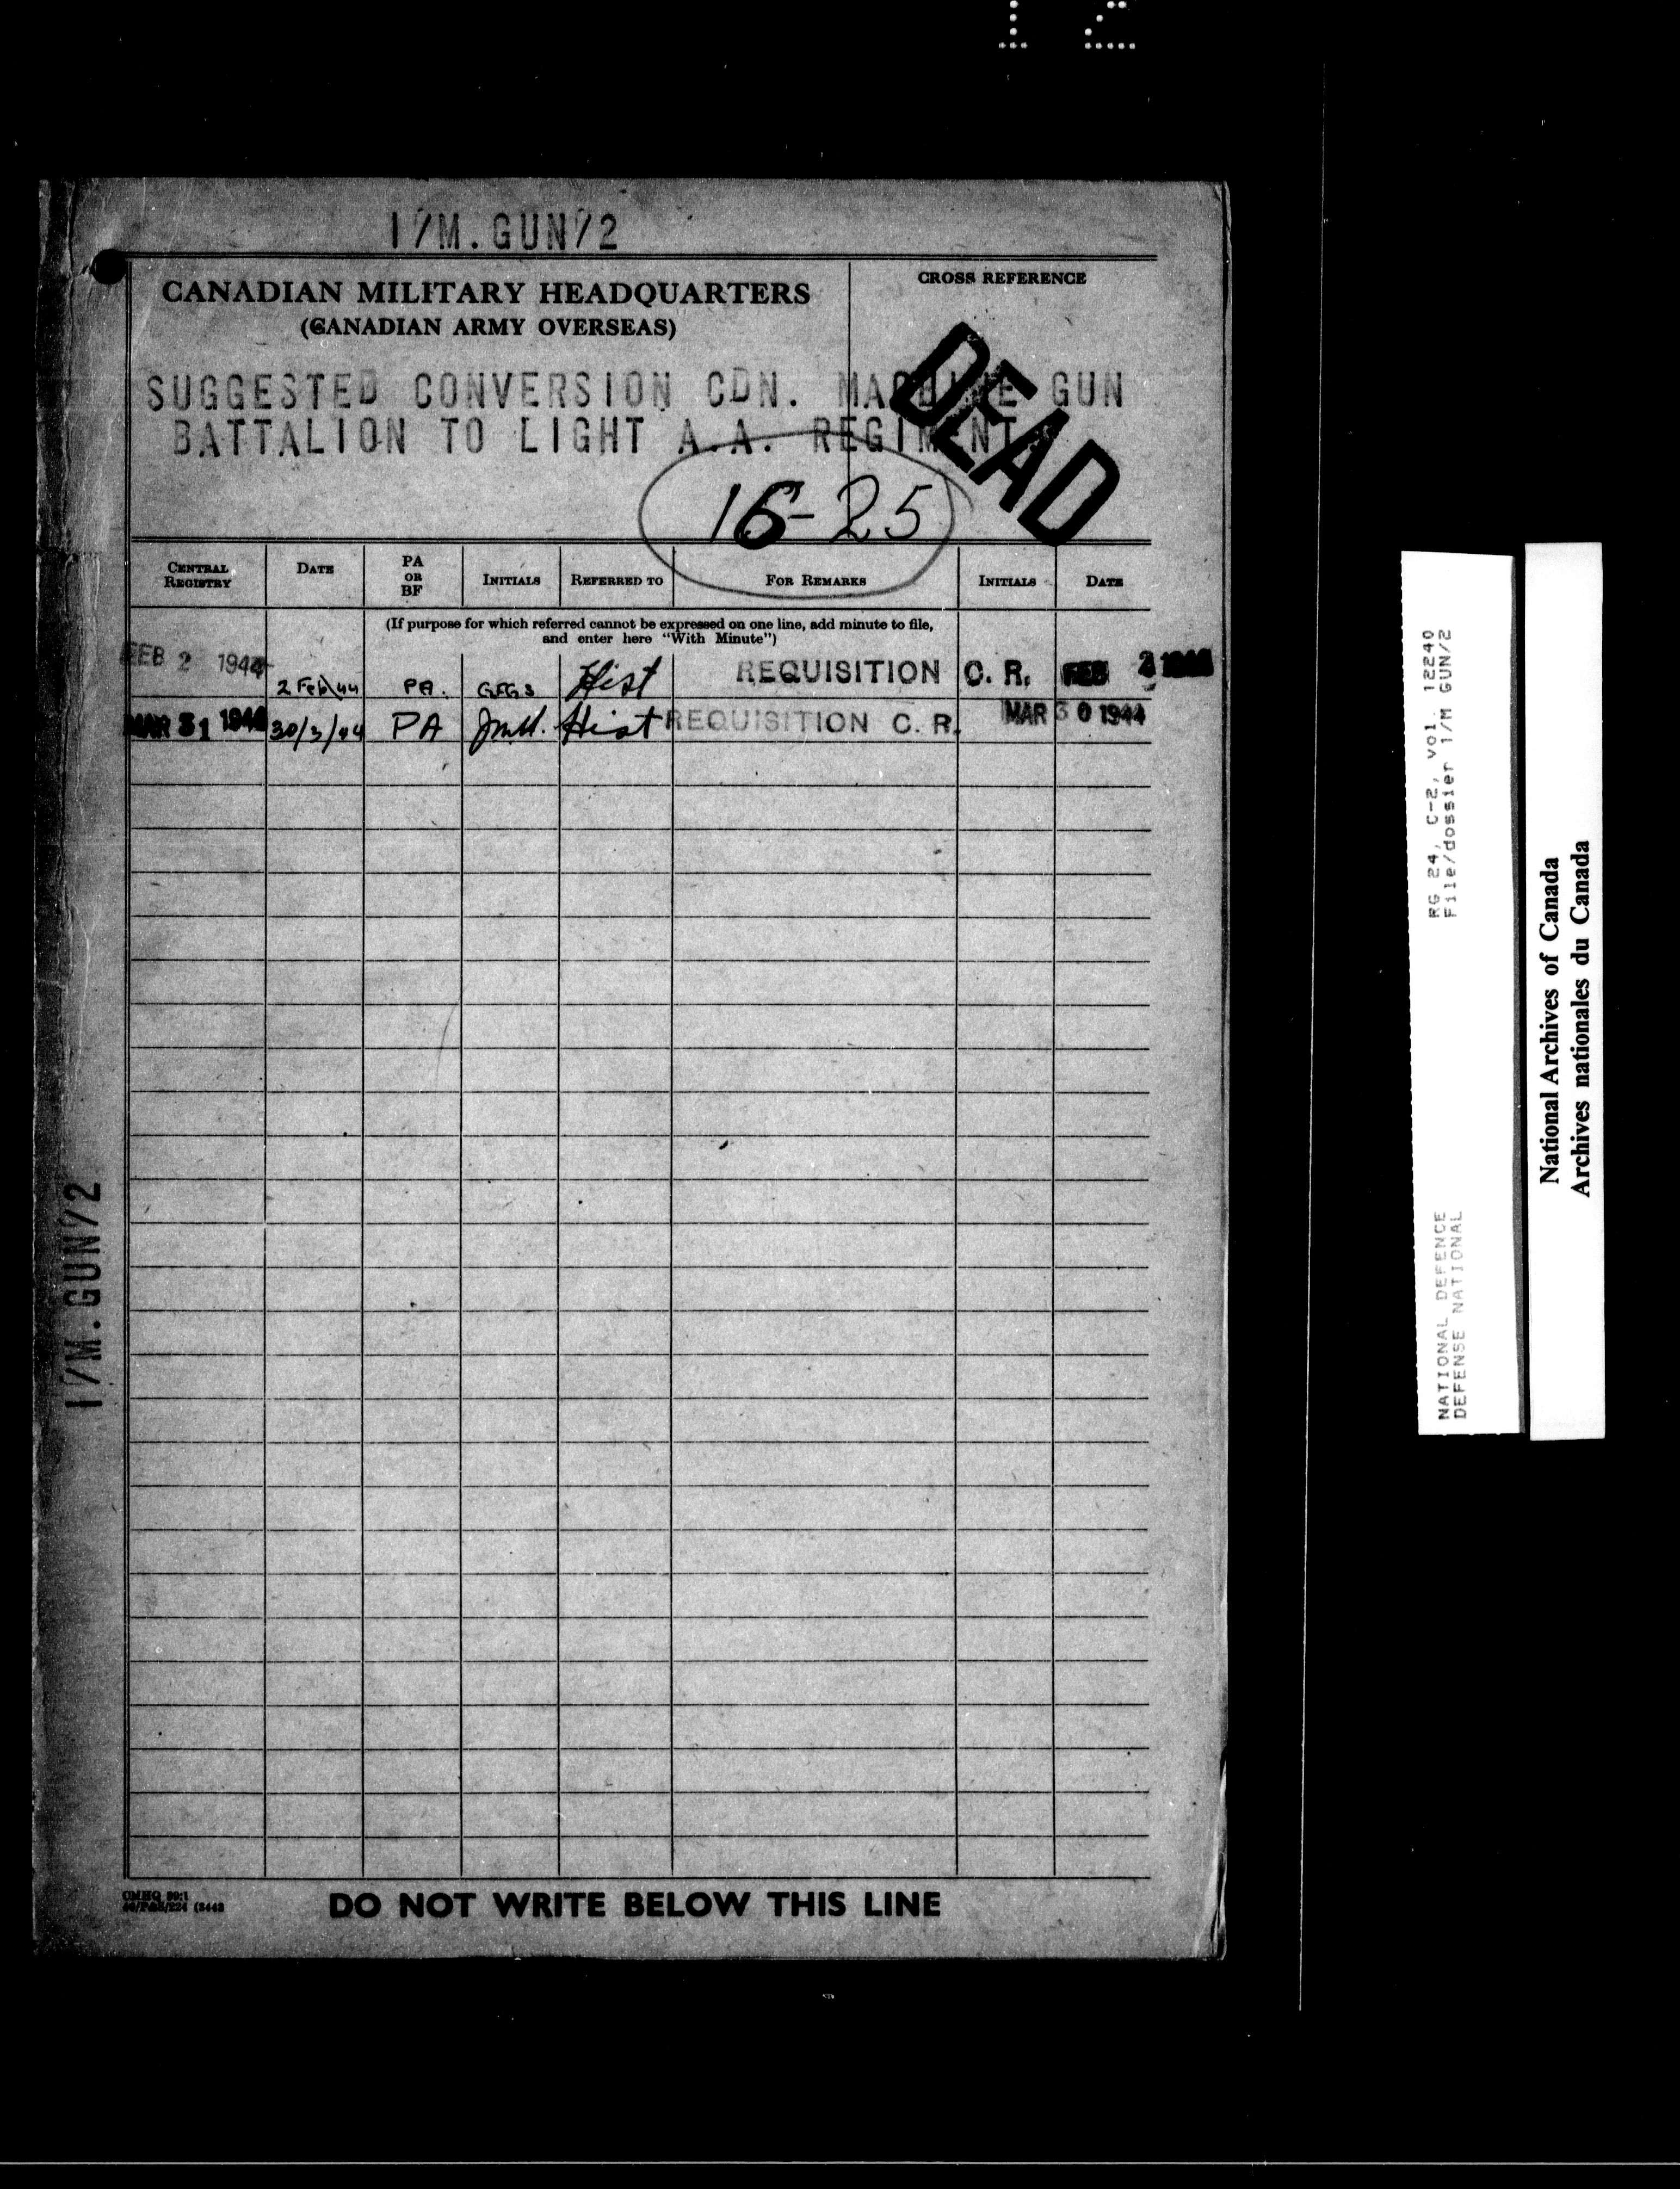 12
1/M.GUN/2
CANADIAN MILITARY HEADQUARTERS
(CANADIAN ARMY OVERSEAS)
CROSS REFERENCE
SUGGESTED CONVERSION CDN. MACHINE GUN
BATTALION TO LIGHT A.A. REGIMENT
DEAD
16-25
CENTRAL REGISTRY DATE PA OR BF INITIALS REFERRED TO FOR REMARKS INITIALS DATE
(If purpose for which referred cannot be expressed on one line, add minute to file,
and enter here "With Minute")
FEB 2 1944 2 Feb 44 PA. Hist REQUISITION C. R. FEB
MAR 31 1944 30/3/44 PA Hist REQUISITION C. R. MAR 30 1944
1/M.GUN/2
CMHQ
DO NOT WRITE BELOW THIS LINE
RG 24, C-2, vol. 12240
File/dossier 1/M GUN/2
NATIONAL DEFENCE
DEFENSE NATIONAL
National Archives of Canada
Archives nationales du Canada